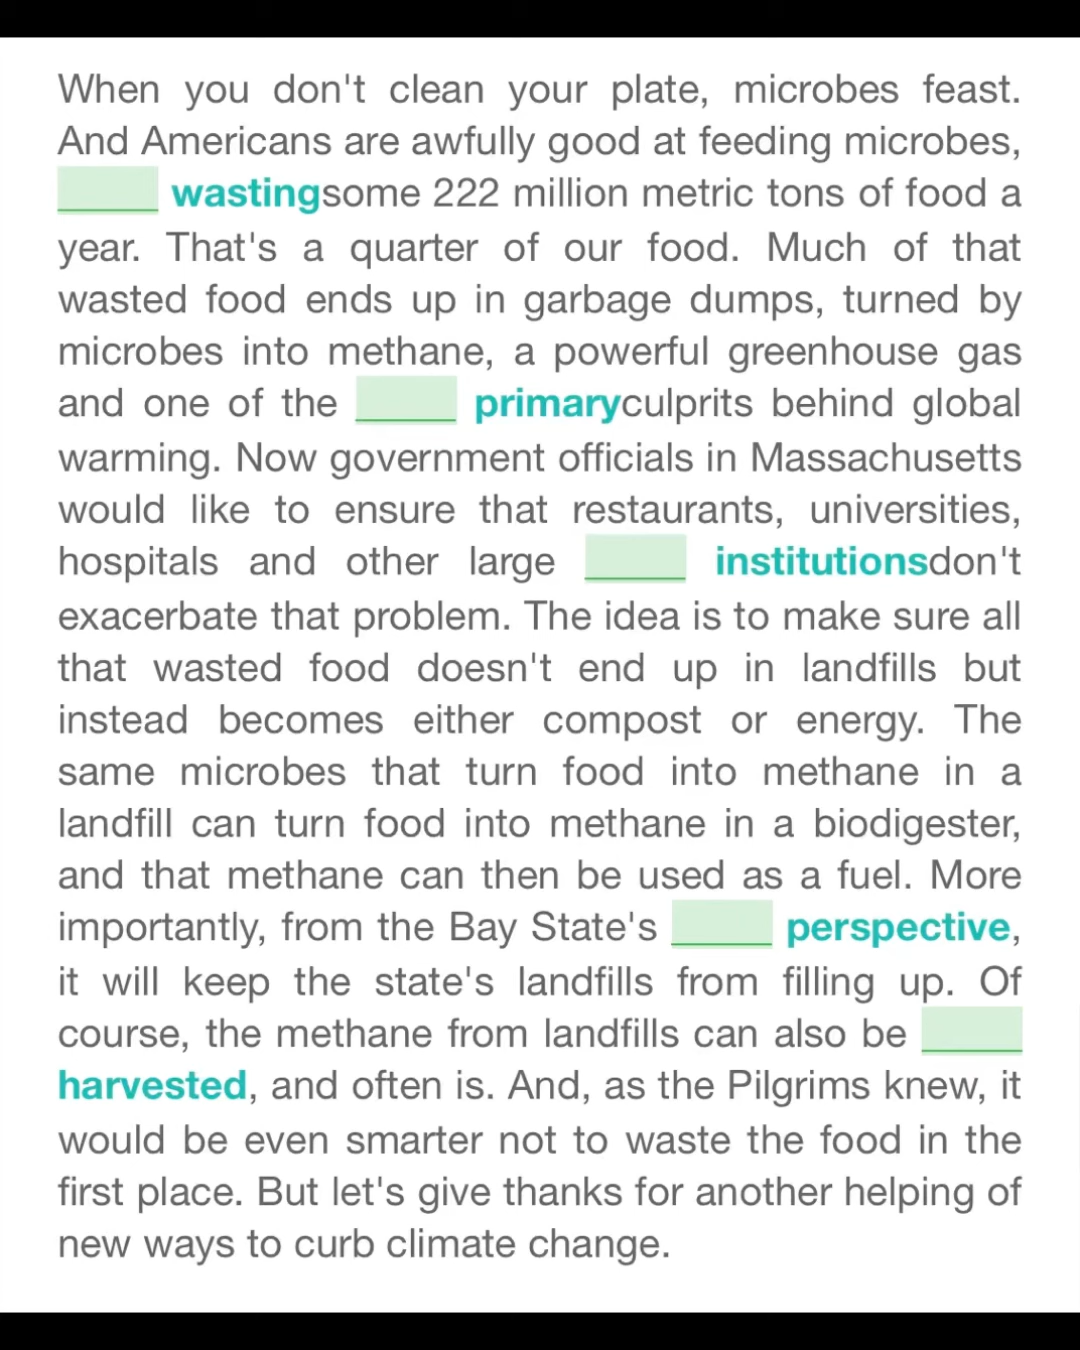 When you don't clean your plate, microbes feast.
And Americans are awfully good at feeding microbes,
_____ wastingsome 222 million metric tons of food a
year. That's a quarter of our food. Much of that
wasted food ends up in garbage dumps, turned by
microbes into methane, a powerful greenhouse gas
and one of the _____ primaryculprits behind global
warming. Now government officials in Massachusetts
would like to ensure that restaurants, universities,
hospitals and other large _____ institutionsdon't
exacerbate that problem. The idea is to make sure all
that wasted food doesn't end up in landfills but
instead becomes either compost or energy. The
same microbes that turn food into methane in a
landfill can turn food into methane in a biodigester,
and that methane can then be used as a fuel. More
importantly, from the Bay State's _____ perspective,
it will keep the state's landfills from filling up. Of
course, the methane from landfills can also be _____
harvested, and often is. And, as the Pilgrims knew, it
would be even smarter not to waste the food in the
first place. But let's give thanks for another helping of
new ways to curb climate change.